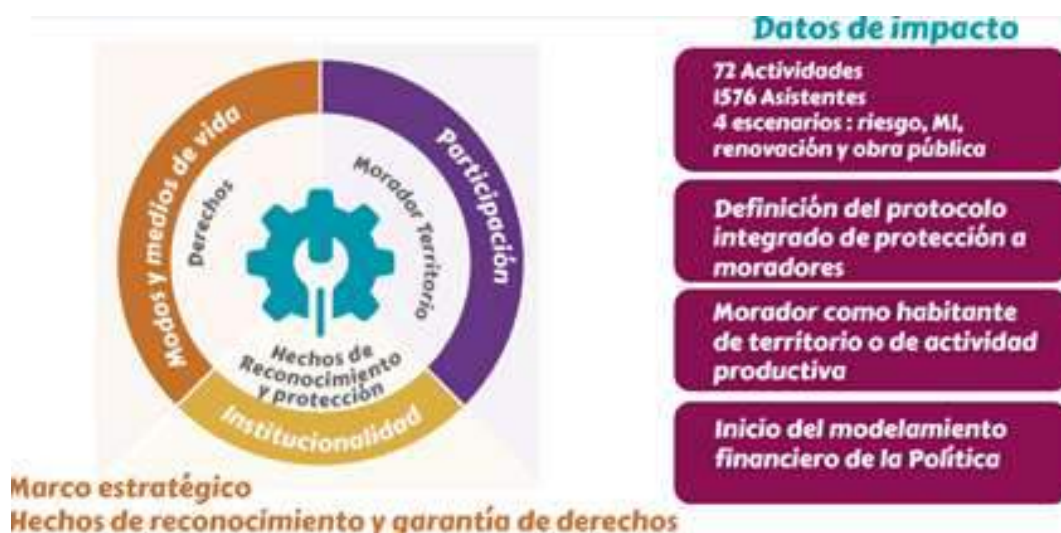 Datos de impacto
72 Actividades
1576 Asistentes
4 escenarios : riesgo, MI,
renovación y obra pública
Definición del protocolo
integrado de protección a
moradores
Morador como habitante
de territorio o de actividad
productiva
Inicio del modelamiento
financiero de la Política
Modos y medios de vida
Participación
Institucionalidad
Derechos
Morador Territorio
Hechos de
Reconocimiento
y protección
Marco estratégico
Hechos de reconocimiento y garantía de derechos